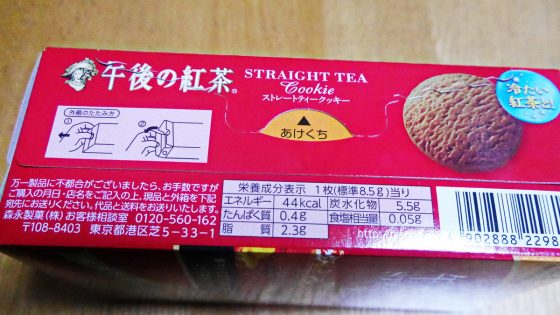 午後の紅茶®
STRAIGHT TEA
Cookie
ストレートティークッキー
冷たい
紅茶と
外箱のたたみ方
① ②
あけくち
万一製品に不都合がございましたら、お手数ですが
ご購入の月日・店名をご記入の上、現品と外箱を下記
宛先にお送りください。代品と送料をお送りいたします。
森永製菓(株)お客様相談室 0120-560-162
〒108-8403 東京都港区芝5-33-1
栄養成分表示 1枚(標準8.5g)当り
エネルギー 44kcal 炭水化物 5.5g
たんぱく質 0.4g 食塩相当量 0.05g
脂質 2.3g
http://
902888 2298